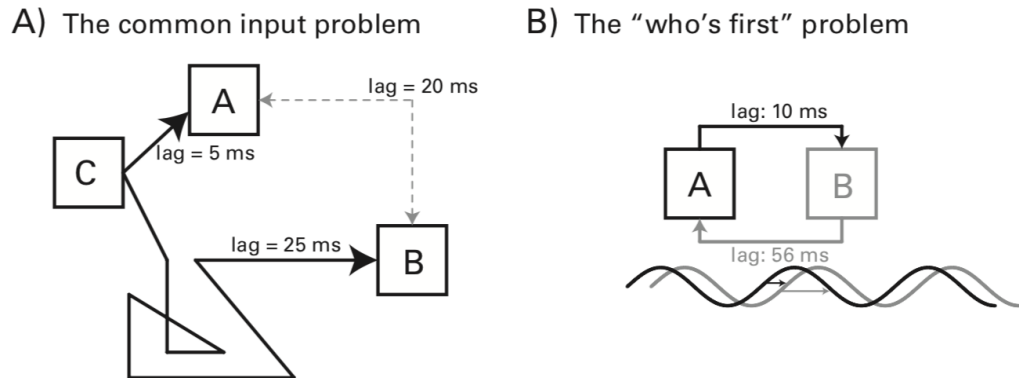 A) The common input problem
A
lag = 20 ms
lag = 5 ms
C
lag = 25 ms
B
B) The “who’s first” problem
lag: 10 ms
A
B
lag: 56 ms